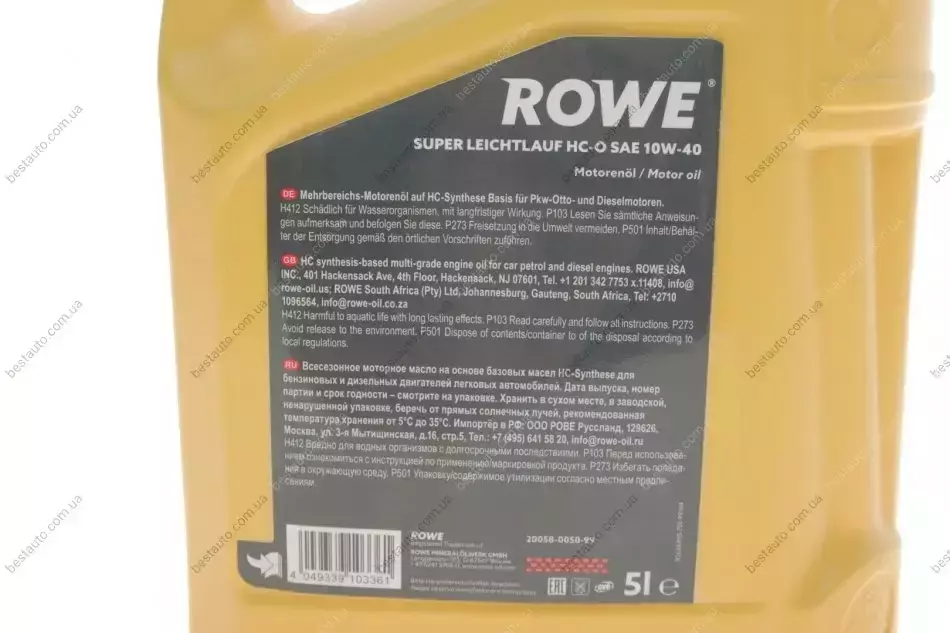 ROWE®
SUPER LEICHTLAUF HC-O SAE 10W-40
Motorenöl / Motor oil
DE Mehrbereichs-Motorenöl auf HC-Synthese Basis für Pkw-Otto- und Dieselmotoren.
H412 Schädlich für Wasserorganismen, mit langfristiger Wirkung. P103 Lesen Sie sämtliche Anweisun-
gen aufmerksam und befolgen Sie diese. P273 Freisetzung in die Umwelt vermeiden. P501 Inhalt/Behäl-
ter der Entsorgung gemäß den örtlichen Vorschriften zuführen.
GB HC synthesis-based multi-grade engine oil for car petrol and diesel engines. ROWE USA
INC., 401 Hackensack Ave, 4th Floor, Hackensack, NJ 07601, Tel. +1 201 342 7753 x.11408, info@
rowe-oil.us; ROWE South Africa (Pty) Ltd, Johannesburg, Gauteng, South Africa, Tel: +2710
1096564, info@rowe-oil.co.za
H412 Harmful to aquatic life with long lasting effects. P103 Read carefully and follow all instructions. P273
Avoid release to the environment. P501 Dispose of contents/container to of the disposal according to
local regulations.
RU Всесезонное моторное масло на основе базовых масел HC-Synthese для
бензиновых и дизельных двигателей легковых автомобилей. Дата выпуска, номер
партии и срок годности – смотрите на упаковке. Хранить в сухом месте, в заводской,
ненарушенной упаковке, беречь от прямых солнечных лучей, рекомендованная
температура хранения от 5°C до 35°C. Импортёр в РФ: ООО РОВЕ Руссланд, 129626,
Москва, ул. 3-я Мытищинская, д.16, стр.5, Тел.: +7 (495) 641 58 20, info@rowe-oil.ru
H412 Вредно для водных организмов с долгосрочными последствиями. P103 Перед использова-
нием ознакомиться с инструкцией по применению/маркировкой продукта. P273 Избегать попада-
ний в окружающую среду. P501 Упаковку/содержимое утилизации согласно местным предпи-
саниями.
ROWE
ROWE MINERALÖLWERK GMBH
20058-0050-99
4 049339 103361
EAC
5l e
bestauto.com.ua